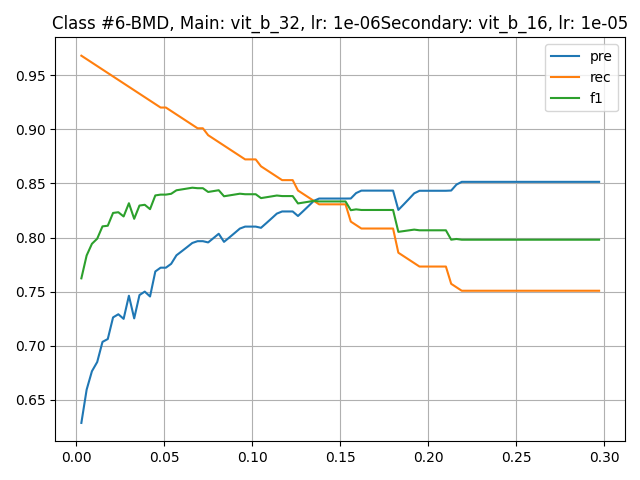 Class #6-BMD, Main: vit_b_32, lr: 1e-06Secondary: vit_b_16, lr: 1e-05
pre
rec
f1
0.95
0.90
0.85
0.80
0.75
0.70
0.65
0.00 0.05 0.10 0.15 0.20 0.25 0.30